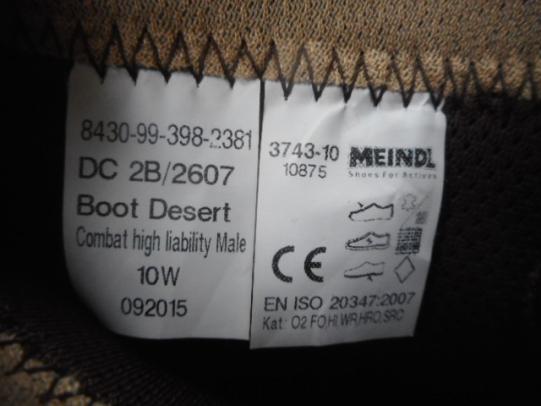 8430-99-398-2381
DC 2B/2607
Boot Desert
Combat high liability Male
10W
092015
3743-10
10875
MEINDL
Shoes For Actives
CE
EN ISO 20347:2007
Kat.: O2 FO,HI,WR,HRO,SRC